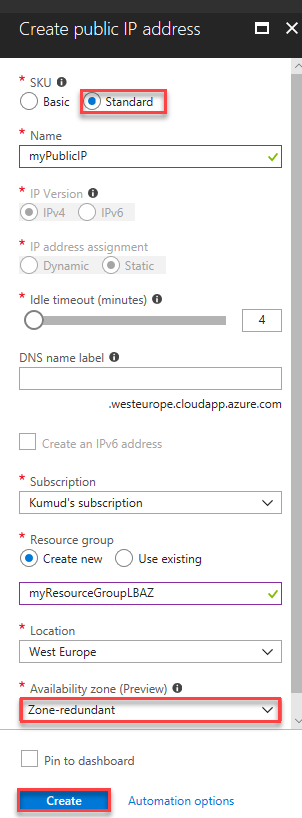 Create public IP address
* SKU
Basic Standard
* Name
myPublicIP
* IP Version
IPv4 IPv6
* IP address assignment
Dynamic Static
* Idle timeout (minutes)
4
DNS name label
.westeurope.cloudapp.azure.com
Create an IPv6 address
* Subscription
Kumud's subscription
* Resource group
Create new Use existing
myResourceGroupLBAZ
* Location
West Europe
* Availability zone (Preview)
Zone-redundant
Pin to dashboard
Create Automation options